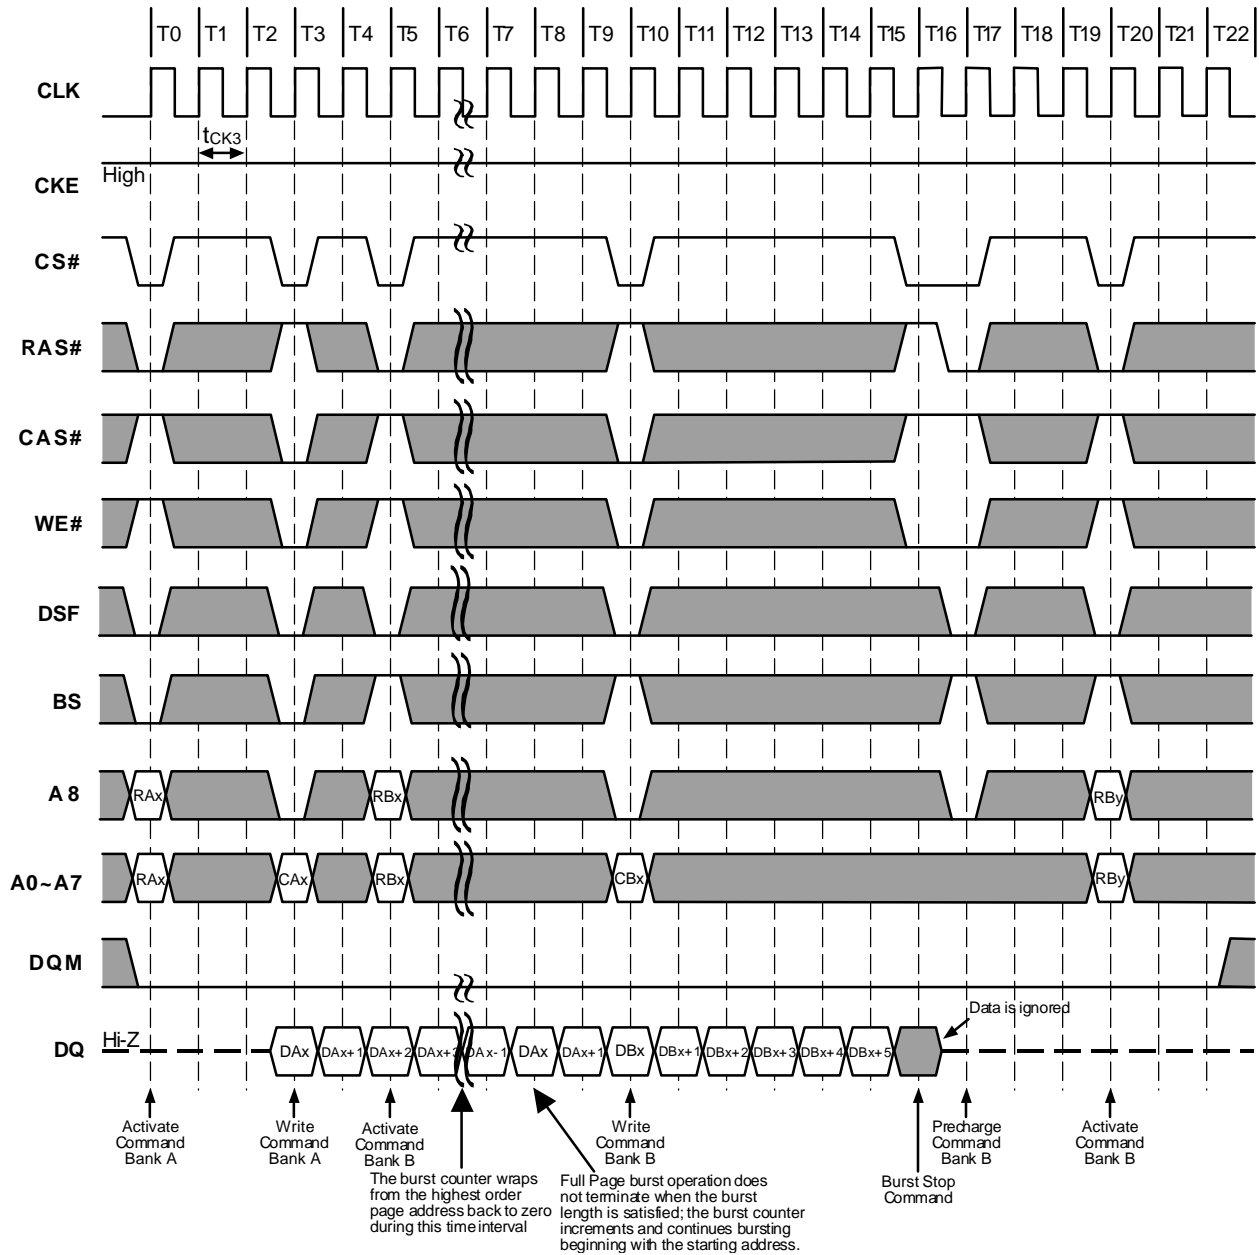 T0 T1 T2 T3 T4 T5 T6 T7 T8 T9 T10 T11 T12 T13 T14 T15 T16 T17 T18 T19 T20 T21 T22
CLK
tCK3
High
CKE
CS#
RAS#
CAS#
WE#
DSF
BS
A8 RAx RBx RBy
A0~A7 RAx CAx RBx CBx RBy
DQM
Data is ignored
DQ Hi-Z DAx DAx+1 DAx+2 DAx+3 DAx-1 DAx DAx+1 DBx DBx+1 DBx+2 DBx+3 DBx+4 DBx+5
Activate
Command
Bank A
Write
Command
Bank A
Activate
Command
Bank B
The burst counter wraps
from the highest order
page address back to zero
during this time interval
Full Page burst operation does
not terminate when the burst
length is satisfied; the burst counter
increments and continues bursting
beginning with the starting address.
Write
Command
Bank B
Burst Stop
Command
Precharge
Command
Bank B
Activate
Command
Bank B